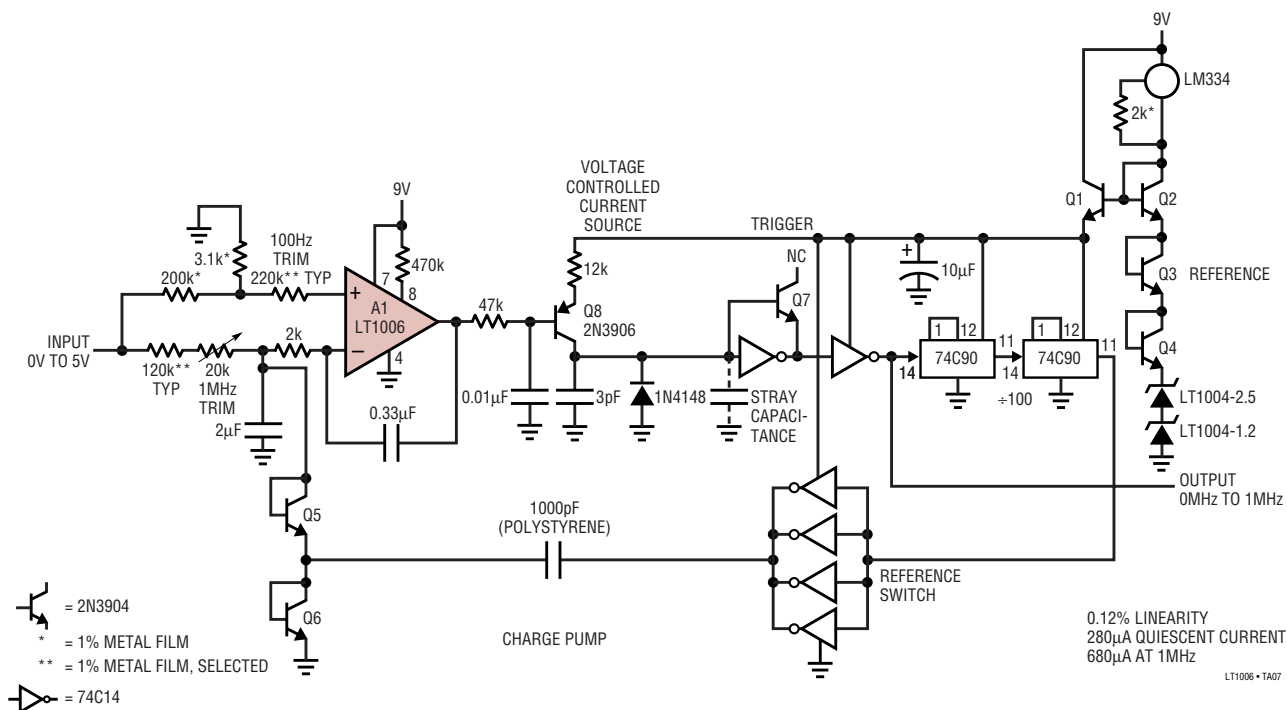 9V
LM334
2k*
VOLTAGE
CONTROLLED
CURRENT
SOURCE
9V
Q1
Q2
TRIGGER
NC
3.1k*
100Hz
TRIM
220k** TYP
200k*
470k
12k
+
10µF
Q3
REFERENCE
7
8
+
A1
LT1006
–
4
47k
Q8
2N3906
Q7
1 12
11
14
74C90
1 12
11
14
74C90
÷100
Q4
INPUT
0V TO 5V
120k**
TYP
20k
1MHz
TRIM
2k
2µF
0.33µF
0.01µF
3pF
1N4148
STRAY
CAPACI-
TANCE
LT1004-2.5
LT1004-1.2
OUTPUT
0MHz TO 1MHz
Q5
1000pF
(POLYSTYRENE)
REFERENCE
SWITCH
Q6
CHARGE PUMP
= 2N3904
* = 1% METAL FILM
** = 1% METAL FILM, SELECTED
= 74C14
0.12% LINEARITY
280µA QUIESCENT CURRENT
680µA AT 1MHz
LT1006 • TA07